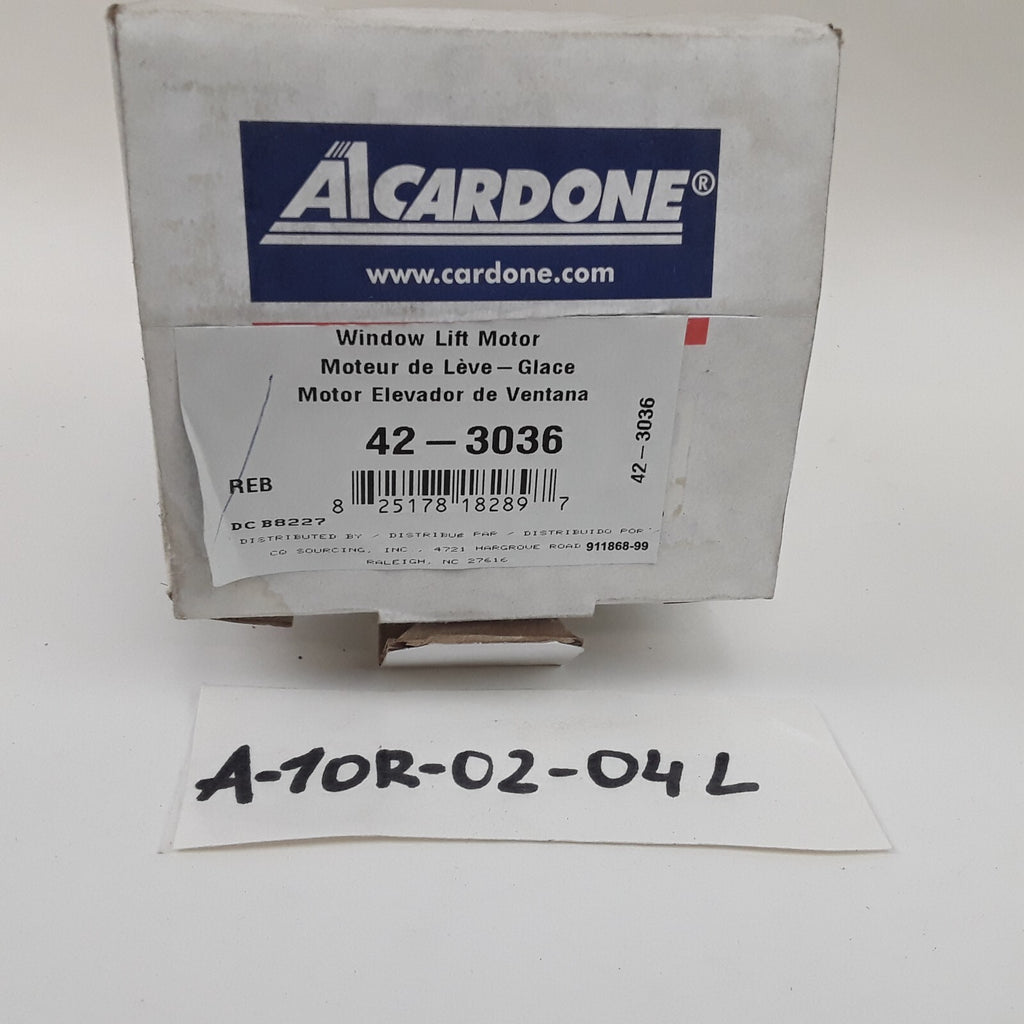 A1CARDONE®
www.cardone.com
Window Lift Motor
Moteur de Lève–Glace
Motor Elevador de Ventana
42–3036
42–3036
REB
8 25178 18289 7
DC B8227
DISTRIBUTED BY / DISTRIBUÉ PAR / DISTRIBUIDO POR:
CQ SOURCING, INC., 4721 HARGROVE ROAD 911868-99
RALEIGH, NC 27616
A-10R-02-04L